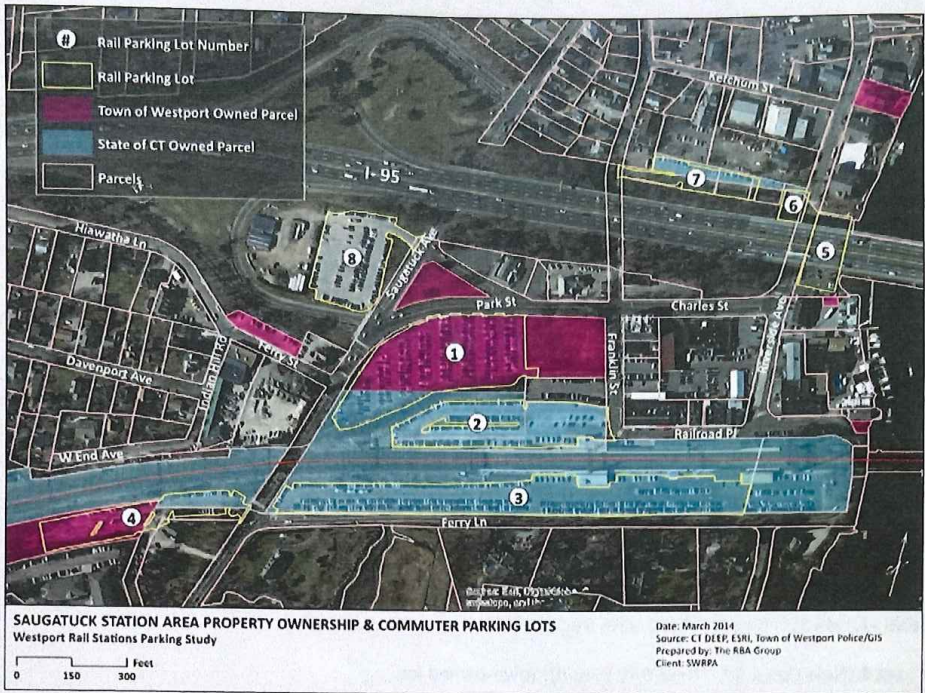 # Rail Parking Lot Number
Rail Parking Lot
Town of Westport Owned Parcel
State of CT Owned Parcel
Parcels
Ketchum St
I-95
7
6
5
Hiawatha Ln
8
Saugatuck Ave
Park St
Charles St
Riverside Ave
Ferry St
1
Franklin St
Davenport Ave
Indian Hill Rd
2
Railroad Pl
W End Ave
3
4
Ferry Ln
SAUGATUCK STATION AREA PROPERTY OWNERSHIP & COMMUTER PARKING LOTS
Westport Rail Stations Parking Study
Feet
0 150 300
Date: March 2014
Source: CT DEEP, ESRI, Town of Westport Police/GIS
Prepared by: The RBA Group
Client: SWRPA